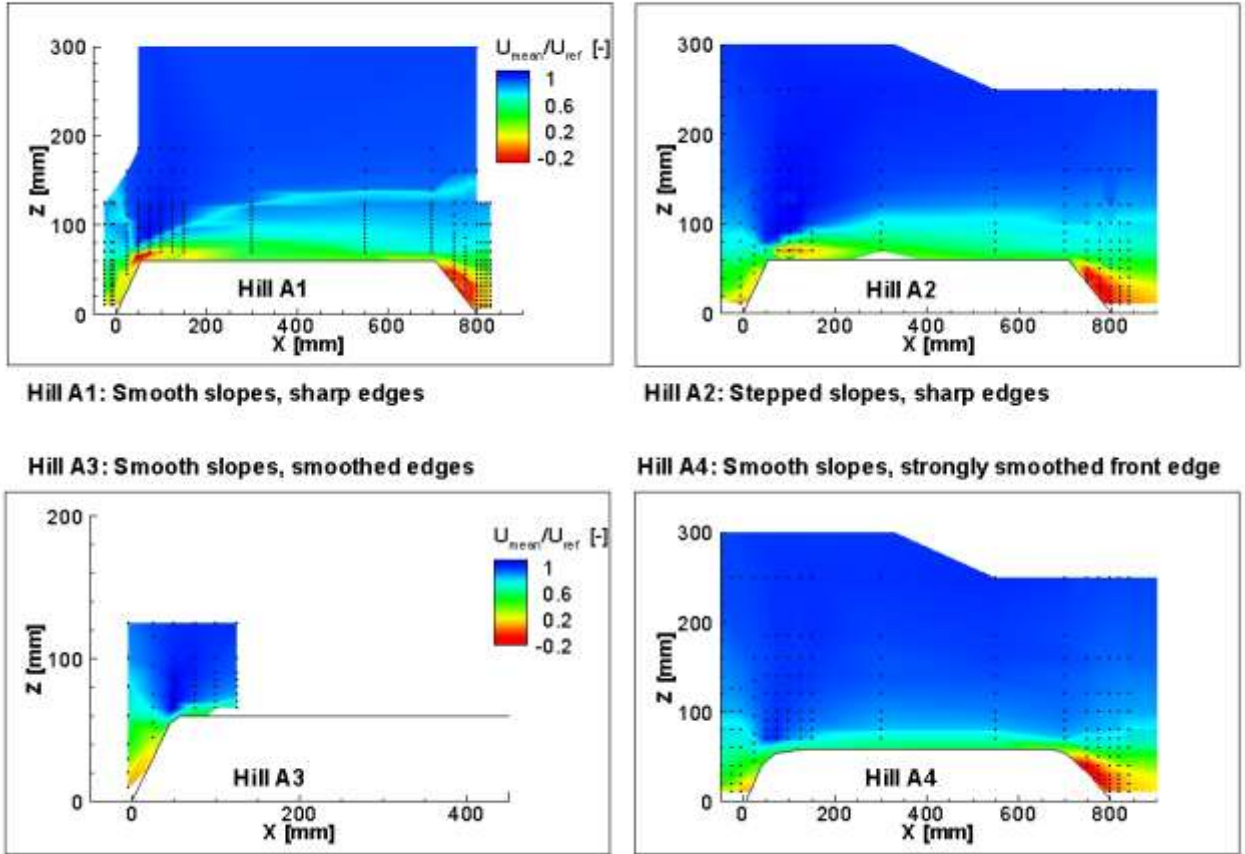 300
200
100
0
Z [mm]
0
200
400
600
800
X [mm]
Hill A1
Umean/Uref [-]
1
0.6
0.2
-0.2
300
200
100
0
Z [mm]
0
200
400
600
800
X [mm]
Hill A2
Hill A1: Smooth slopes, sharp edges
Hill A2: Stepped slopes, sharp edges
Hill A3: Smooth slopes, smoothed edges
Hill A4: Smooth slopes, strongly smoothed front edge
200
100
0
Z [mm]
0
200
400
X [mm]
Hill A3
Umean/Uref [-]
1
0.6
0.2
-0.2
300
200
100
0
Z [mm]
0
200
400
600
800
X [mm]
Hill A4